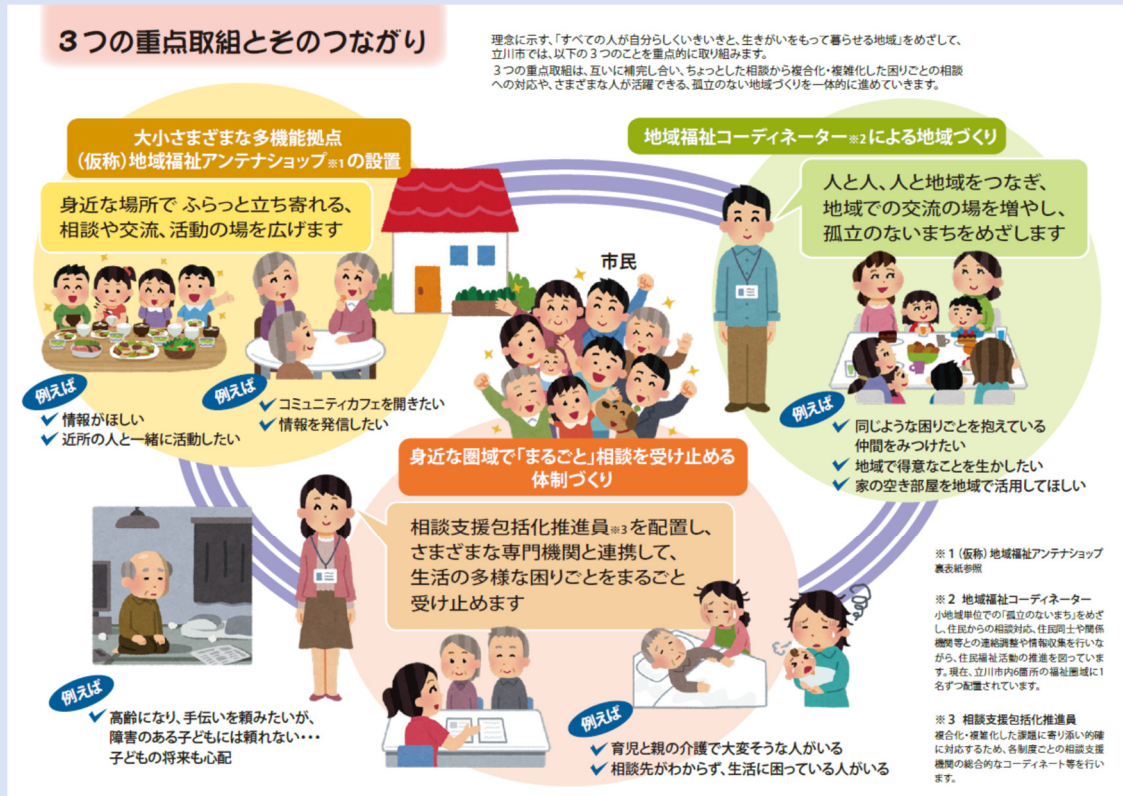 3つの重点取組とそのつながり
理念に示す、「すべての人が自分らしくいきいきと、生きがいをもって暮らせる地域」をめざして、
立川市では、以下の3つのことを重点的に取り組みます。
3つの重点取組は、互いに補完し合い、ちょっとした相談から複合化・複雑化した困りごとの相談
への対応や、さまざまな人が活躍できる、孤立のない地域づくりを一体的に進めていきます。
大小さまざまな多機能拠点
(仮称)地域福祉アンテナショップ※1の設置
身近な場所で ふらっと立ち寄れる、
相談や交流、活動の場を広げます
例えば
情報がほしい
近所の人と一緒に活動したい
例えば
コミュニティカフェを開きたい
情報を発信したい
市民
地域福祉コーディネーター※2による地域づくり
人と人、人と地域をつなぎ、
地域での交流の場を増やし、
孤立のないまちをめざします
例えば
同じような困りごとを抱えている
仲間をみつけたい
地域で得意なことを生かしたい
家の空き部屋を地域で活用してほしい
身近な圏域で「まるごと」相談を受け止める
体制づくり
相談支援包括化推進員※3を配置し、
さまざまな専門機関と連携して、
生活の多様な困りごとをまるごと
受け止めます
例えば
高齢になり、手伝いを頼みたいが、
障害のある子どもには頼れない・・・
子どもの将来も心配
例えば
育児と親の介護で大変そうな人がいる
相談先がわからず、生活に困っている人がいる
※1(仮称)地域福祉アンテナショップ
裏表紙参照
※2 地域福祉コーディネーター
小地域単位での「孤立のないまち」をめざ
し、住民からの相談対応、住民同士や関係
機関等との連絡調整や情報収集を行いな
がら、住民福祉活動の推進を図っていま
す。現在、立川市内6箇所の福祉圏域に1
名ずつ配置されています。
※3 相談支援包括化推進員
複合化・複雑化した課題に寄り添い的確
に対応するため、各制度ごとの相談支援
機関の総合的なコーディネート等を行い
ます。